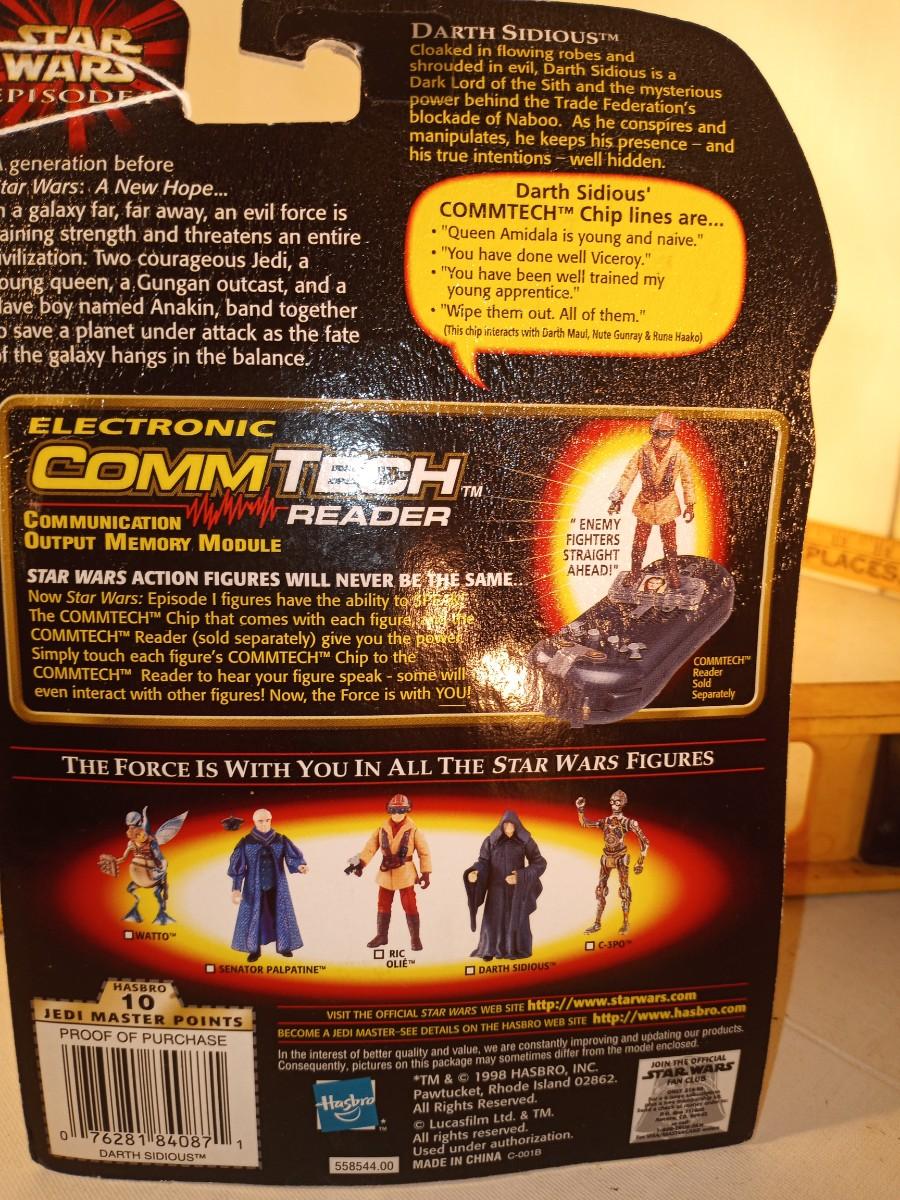 STAR
WARS
EPISODE I
DARTH SIDIOUS™
Cloaked in flowing robes and
shrouded in evil, Darth Sidious is a
Dark Lord of the Sith and the mysterious
power behind the Trade Federation's
blockade of Naboo. As he conspires and
manipulates, he keeps his presence – and
his true intentions – well hidden.
A generation before
tar Wars: A New Hope...
n a galaxy far, far away, an evil force is
aining strength and threatens an entire
ivilization. Two courageous Jedi, a
oung queen, a Gungan outcast, and a
lave boy named Anakin, band together
o save a planet under attack as the fate
of the galaxy hangs in the balance.
Darth Sidious'
COMMTECH™ Chip lines are...
• "Queen Amidala is young and naive."
• "You have done well Viceroy."
• "You have been well trained my
young apprentice."
• "Wipe them out. All of them."
(This chip interacts with Darth Maul, Nute Gunray & Rune Haako)
ELECTRONIC
COMMTECH™
READER
COMMUNICATION
OUTPUT MEMORY MODULE
"ENEMY
FIGHTERS
STRAIGHT
AHEAD!"
STAR WARS ACTION FIGURES WILL NEVER BE THE SAME...
Now Star Wars: Episode I figures have the ability to SPEAK!
The COMMTECH™ Chip that comes with each figure, and the
COMMTECH™ Reader (sold separately) give you the power.
Simply touch each figure's COMMTECH™ Chip to the
COMMTECH™ Reader to hear your figure speak - some will
even interact with other figures! Now, the Force is with YOU!
COMMTECH™
Reader
Sold
Separately
PLACES
THE FORCE IS WITH YOU IN ALL THE STAR WARS FIGURES
WATTO™
SENATOR PALPATINE™
RIC
OLIÉ™
DARTH SIDIOUS™
C-3PO™
HASBRO
10
JEDI MASTER POINTS
PROOF OF PURCHASE
0 76281 84087 1
DARTH SIDIOUS™
VISIT THE OFFICIAL STAR WARS WEB SITE http://www.starwars.com
BECOME A JEDI MASTER–SEE DETAILS ON THE HASBRO WEB SITE http://www.hasbro.com
In the interest of better quality and value, we are constantly improving and updating our products.
Consequently, pictures on this package may sometimes differ from the model enclosed.
Hasbro
™*
558544.00
*™ & © 1998 HASBRO, INC.
Pawtucket, Rhode Island 02862.
All Rights Reserved.
© Lucasfilm Ltd. & TM.
All rights reserved.
Used under authorization.
MADE IN CHINA C-001B
JOIN THE OFFICIAL
STAR WARS
FAN CLUB